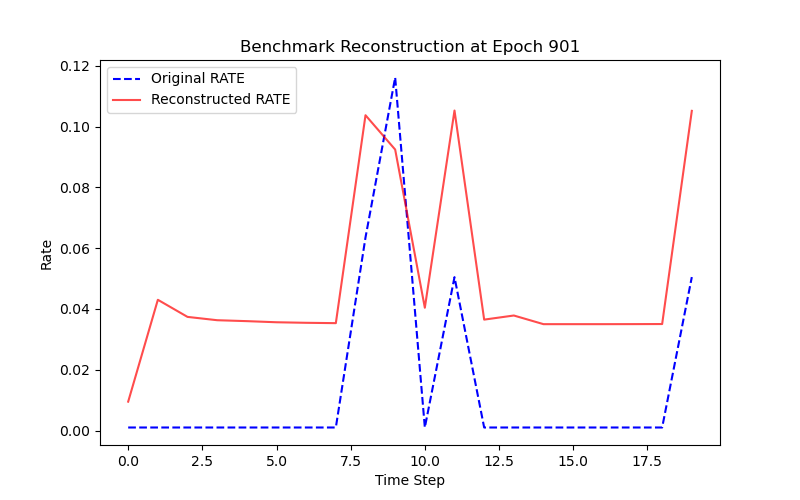 Benchmark Reconstruction at Epoch 901
Original RATE
Reconstructed RATE
0.12
0.10
0.08
0.06
0.04
0.02
0.00
Rate
0.0 2.5 5.0 7.5 10.0 12.5 15.0 17.5
Time Step